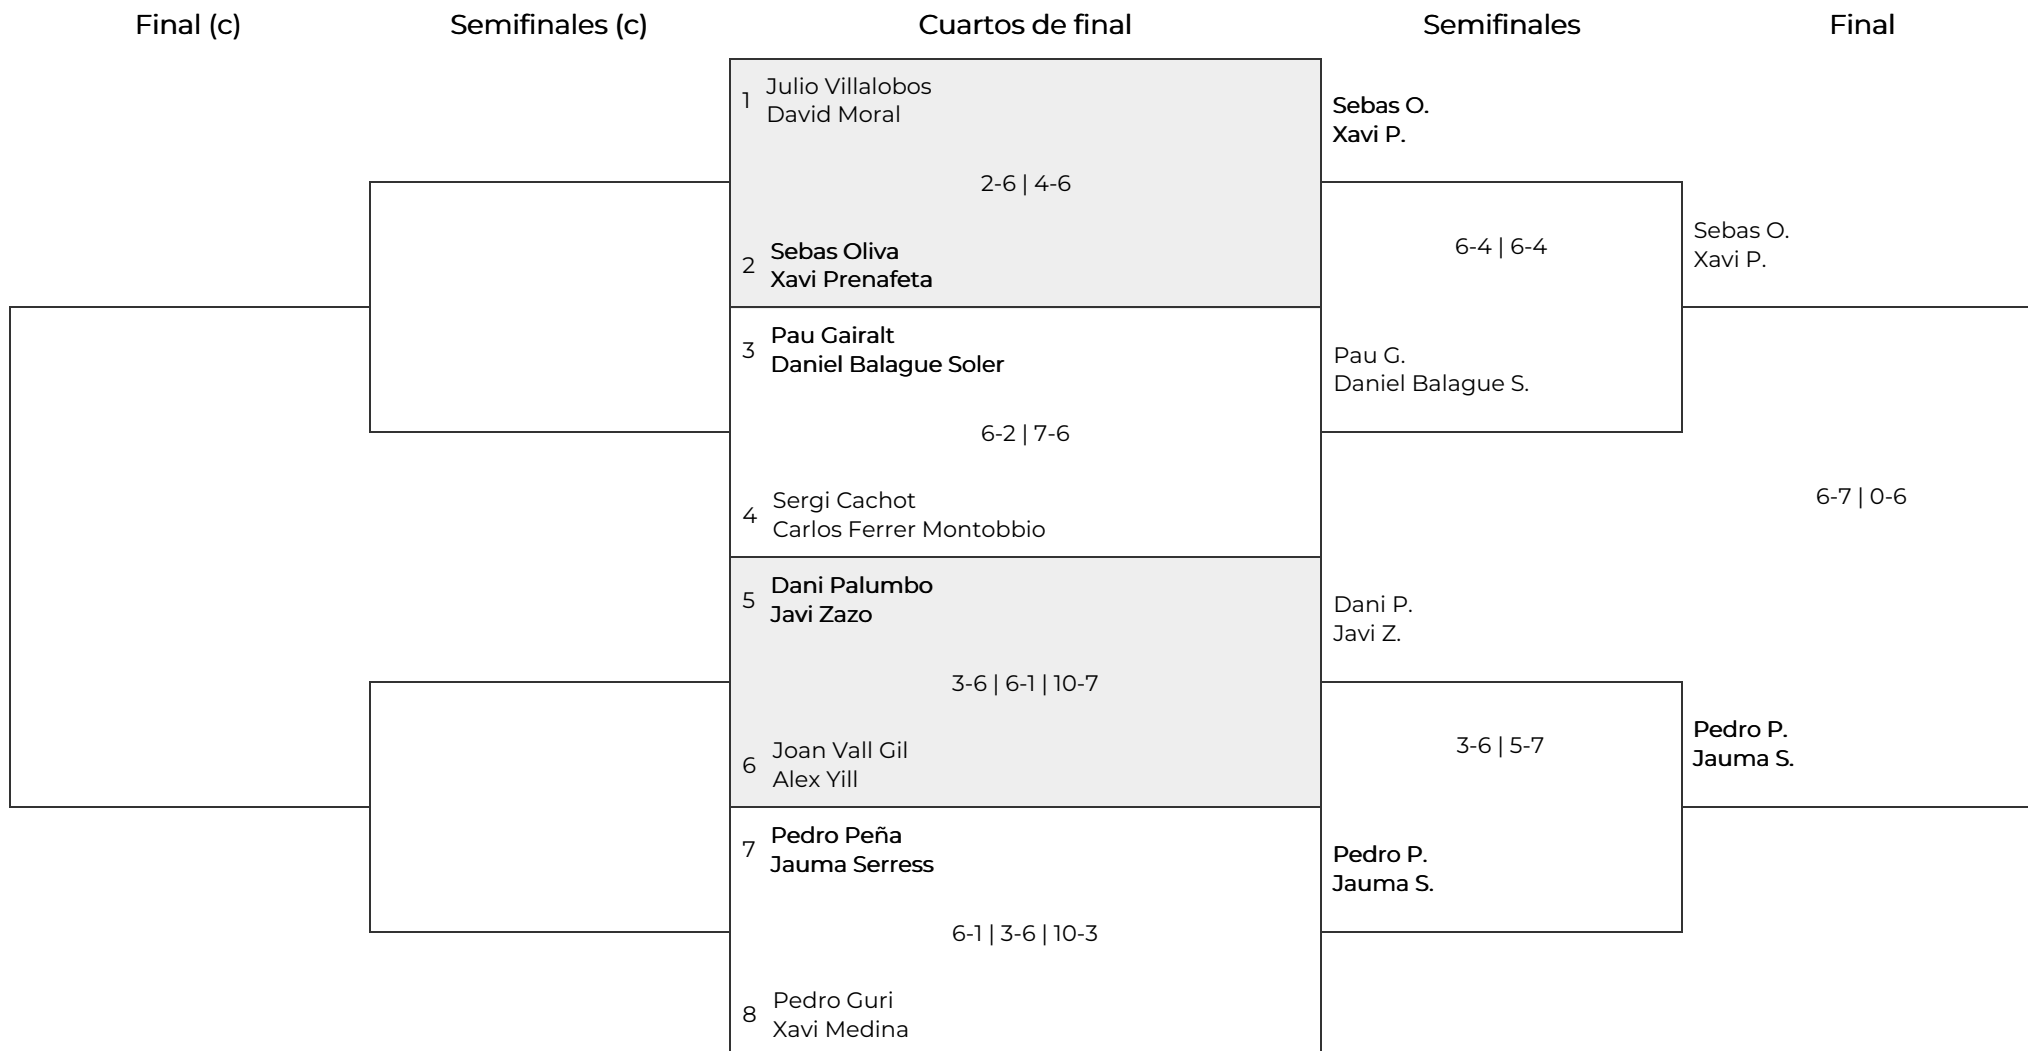 Final (c)
Semifinales (c)
Cuartos de final
Semifinales
Final
1
Julio Villalobos
David Moral
2-6 | 4-6
2
Sebas Oliva
Xavi Prenafeta
3
Pau Gairalt
Daniel Balague Soler
6-2 | 7-6
4
Sergi Cachot
Carlos Ferrer Montobbio
5
Dani Palumbo
Javi Zazo
3-6 | 6-1 | 10-7
6
Joan Vall Gil
Alex Yill
7
Pedro Peña
Jauma Serress
6-1 | 3-6 | 10-3
8
Pedro Guri
Xavi Medina
Sebas O.
Xavi P.
6-4 | 6-4
Pau G.
Daniel Balague S.
Dani P.
Javi Z.
3-6 | 5-7
Pedro P.
Jauma S.
Sebas O.
Xavi P.
6-7 | 0-6
Pedro P.
Jauma S.